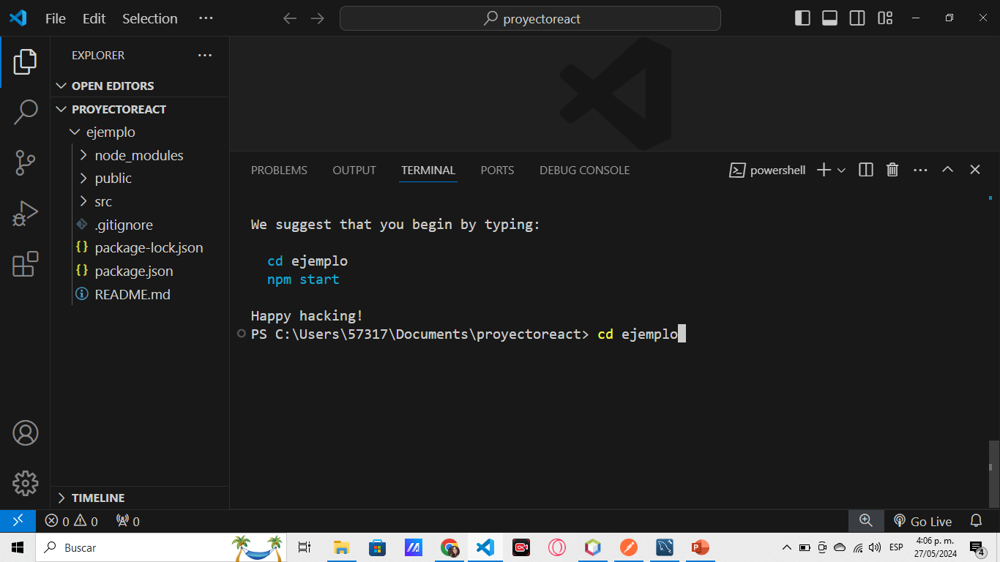 File Edit Selection ···
proyectoreact
EXPLORER ···
OPEN EDITORS
PROYECTOREACT
ejemplo
node_modules
public
src
.gitignore
{} package-lock.json
{} package.json
README.md
TIMELINE
PROBLEMS OUTPUT TERMINAL PORTS DEBUG CONSOLE powershell
We suggest that you begin by typing:
cd ejemplo
npm start
Happy hacking!
PS C:\Users\57317\Documents\proyectoreact> cd ejemplo
0 0 0 Go Live
Buscar
ESP
4:06 p. m.
27/05/2024
4